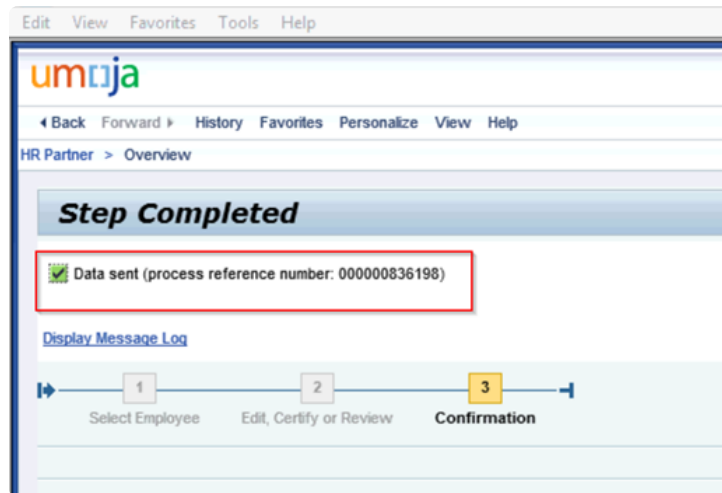 Edit View Favorites Tools Help
umoja
Back Forward History Favorites Personalize View Help
HR Partner > Overview
Step Completed
Data sent (process reference number: 000000836198)
Display Message Log
1 2 3
Select Employee Edit, Certify or Review Confirmation